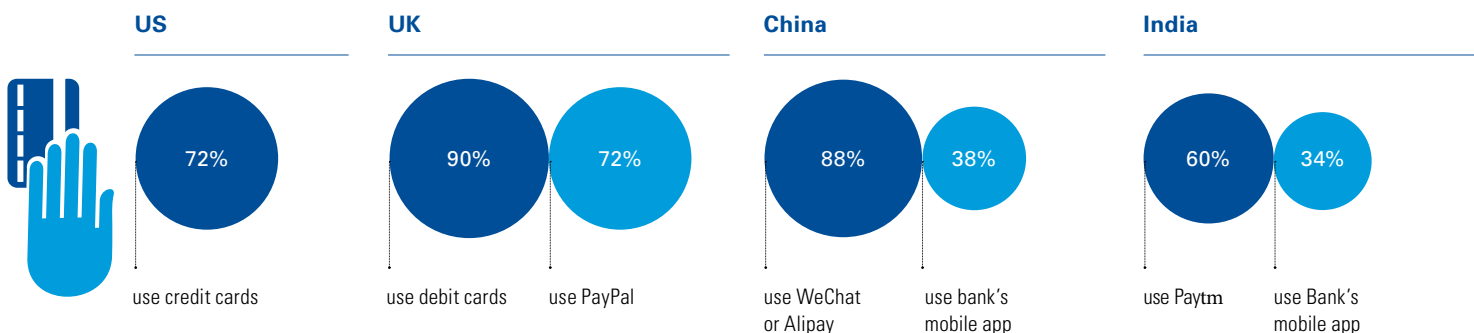 US
UK
China
India
72%
90%
72%
88%
38%
60%
34%
use credit cards
use debit cards
use PayPal
use WeChat
or Alipay
use bank’s
mobile app
use Paytm
use Bank’s
mobile app